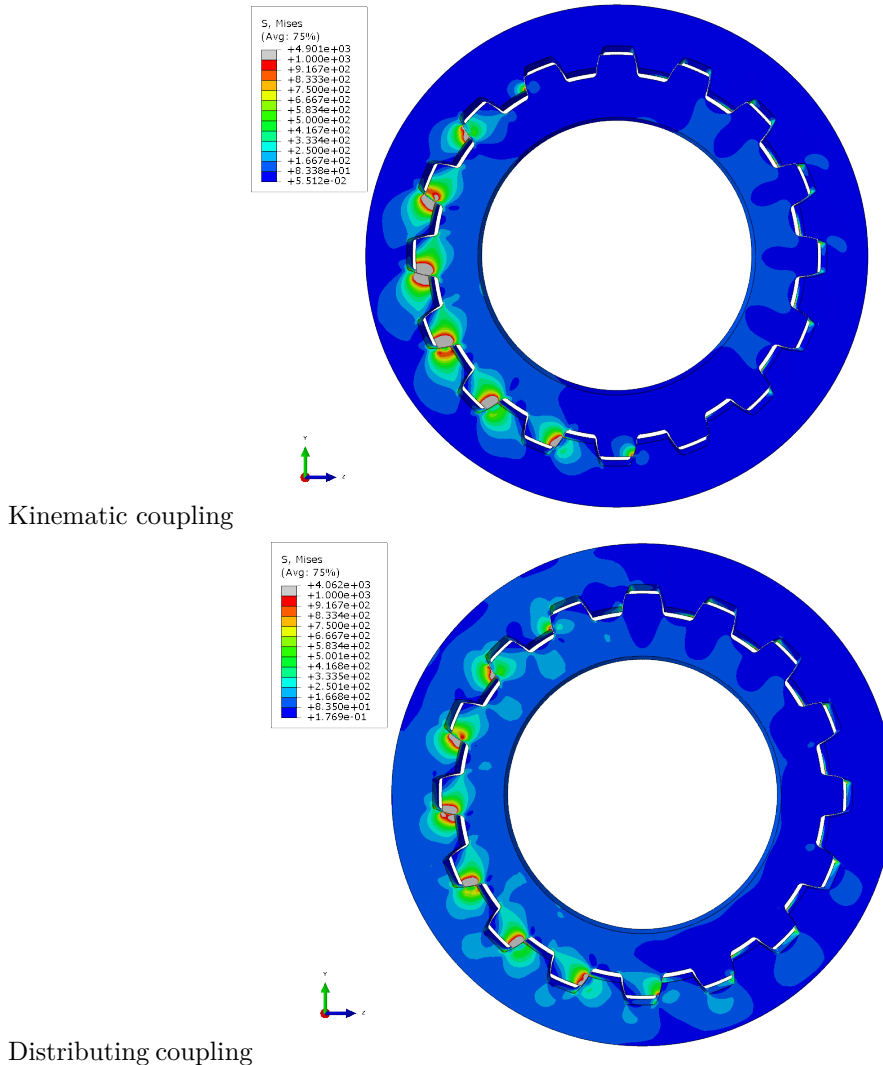 S, Mises
(Avg: 75%)
+4.901e+03
+1.000e+03
+9.167e+02
+8.333e+02
+7.500e+02
+6.667e+02
+5.834e+02
+5.000e+02
+4.167e+02
+3.334e+02
+2.500e+02
+1.667e+02
+8.338e+01
+5.512e-02
Y
Z
Kinematic coupling
S, Mises
(Avg: 75%)
+4.062e+03
+1.000e+03
+9.167e+02
+8.334e+02
+7.500e+02
+6.667e+02
+5.834e+02
+5.001e+02
+4.168e+02
+3.335e+02
+2.501e+02
+1.668e+02
+8.350e+01
+1.769e-01
Y
Z
Distributing coupling